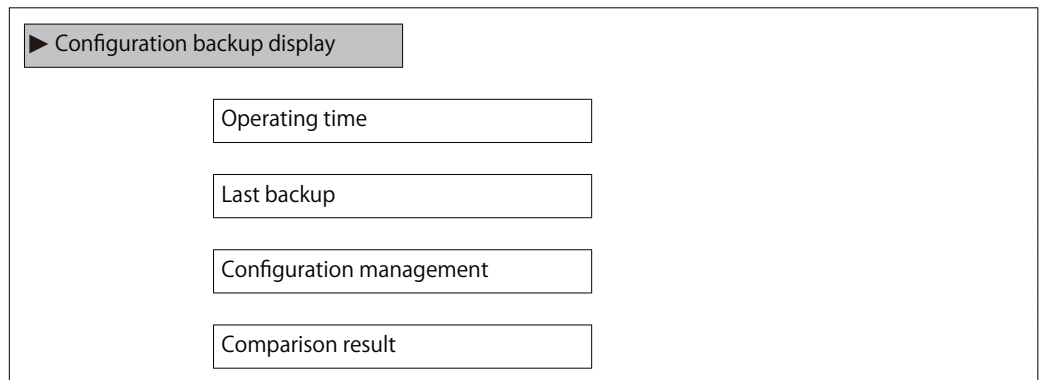 ▶ Configuration backup display
Operating time
Last backup
Configuration management
Comparison result